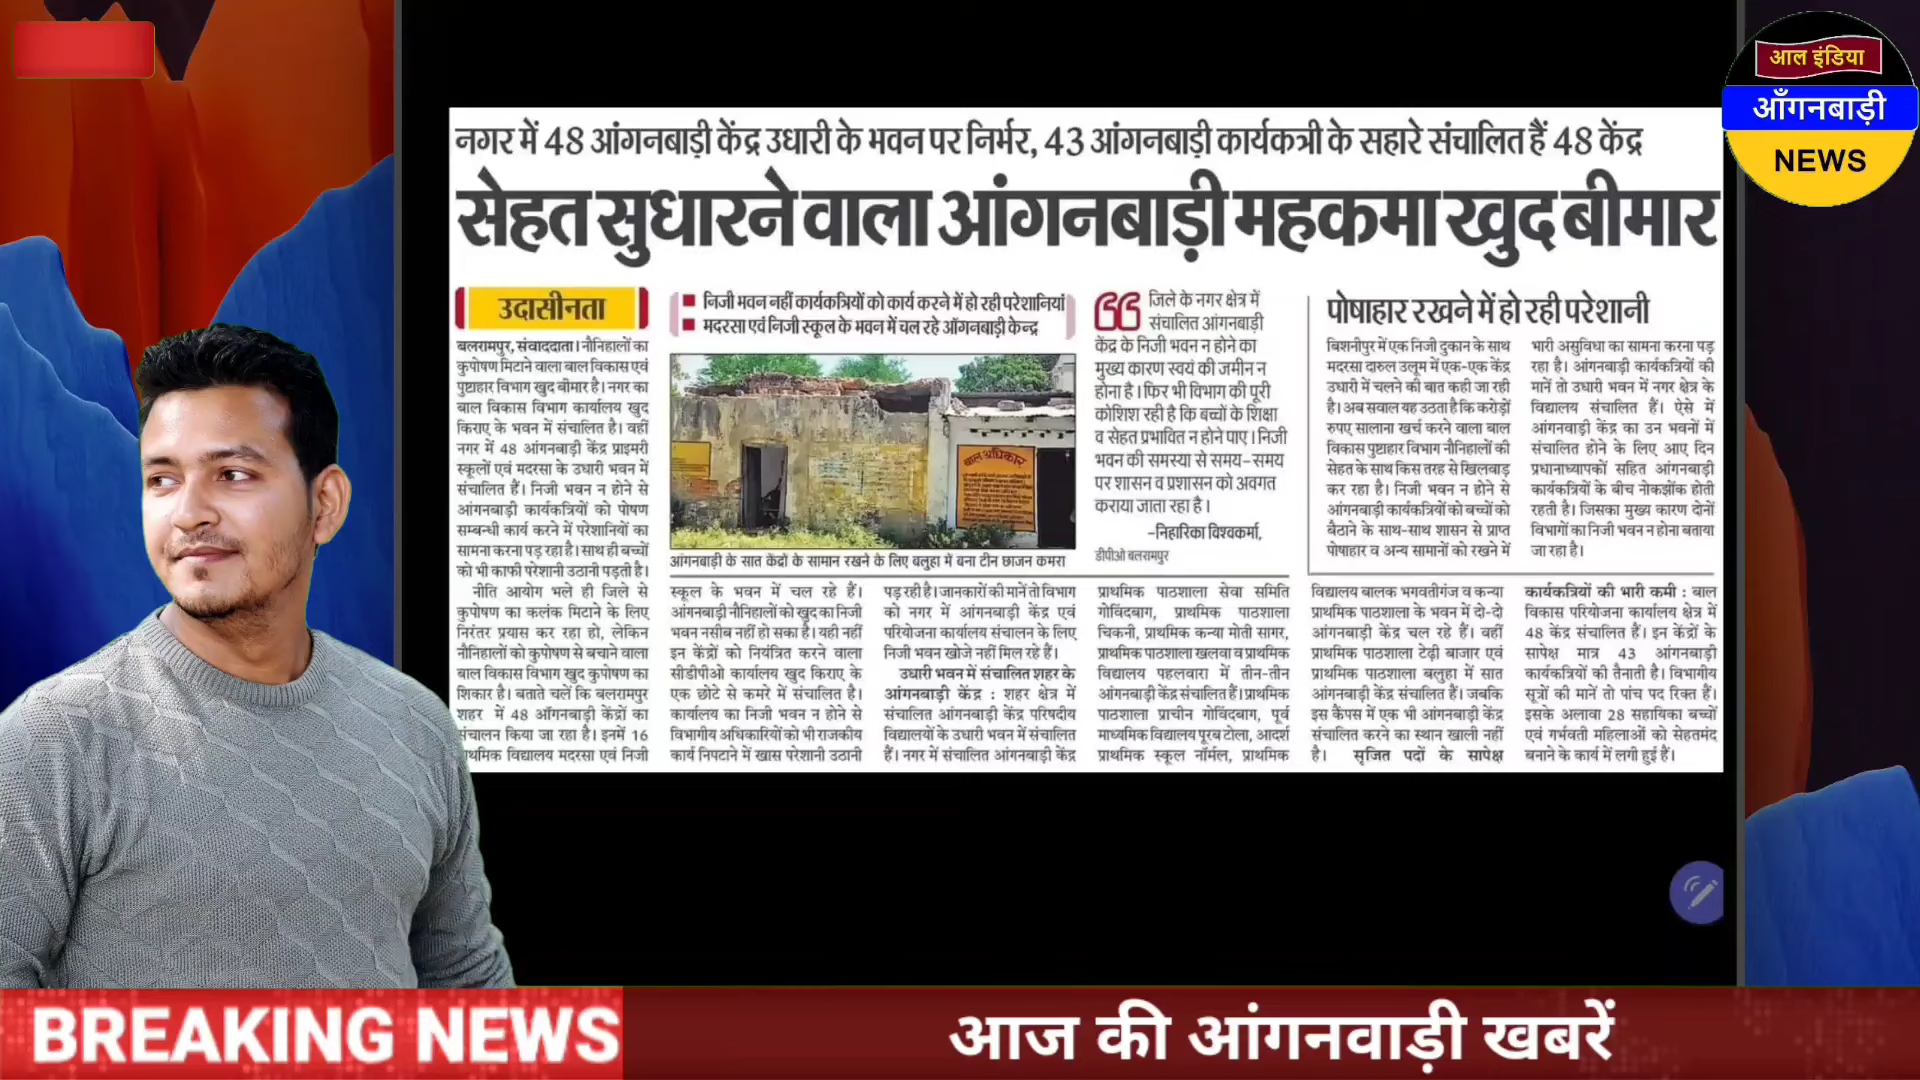 आल इंडिया
आँगनबाड़ी
NEWS
नगर में 48 आंगनबाड़ी केंद्र उधारी के भवन पर निर्भर, 43 आंगनबाड़ी कार्यकत्री के सहारे संचालित हैं 48 केंद्र
सेहत सुधारने वाला आंगनबाड़ी महकमा खुद बीमार
उदासीनता
बलरामपुर, संवाददाता। नौनिहालों का
कुपोषण मिटाने वाला बाल विकास एवं
पुष्टाहार विभाग खुद बीमार है। नगर का
बाल विकास विभाग कार्यालय खुद
किराए के भवन में संचालित है। वहीं
नगर में 48 आंगनबाड़ी केंद्र प्राइमरी
स्कूलों एवं मदरसा के उधारी भवन में
संचालित हैं। निजी भवन न होने से
आंगनबाड़ी कार्यकत्रियों को पोषण
सम्बन्धी कार्य करने में परेशानियों का
सामना करना पड़ रहा है। साथ ही बच्चों
को भी काफी परेशानी उठानी पड़ती है।
नीति आयोग भले ही जिले से
कुपोषण का कलंक मिटाने के लिए
निरंतर प्रयास कर रहा हो, लेकिन
नौनिहालों को कुपोषण से बचाने वाला
बाल विकास विभाग खुद कुपोषण का
शिकार है। बताते चलें कि बलरामपुर
शहर में 48 ऑगनबाड़ी केंद्रों का
संचालन किया जा रहा है। इनमें 16
विद्यालय मदरसा एवं निजी
निजी भवन नहीं कार्यकत्रियों को कार्य करने में हो रही परेशानियां
मदरसा एवं निजी स्कूल के भवन में चल रहे ऑगनबाड़ी केन्द्र
बाल अधिकार
आंगनबाड़ी के सात केंद्रों के सामान रखने के लिए बलुहा में बना टीन छाजन कमरा
स्कूल के भवन में चल रहे हैं।
आंगनबाड़ी नौनिहालों को खुद का निजी
भवन नसीब नहीं हो सका है। यही नहीं
इन केंद्रों को नियंत्रित करने वाला
सीडीपीओ कार्यालय खुद किराए के
एक छोटे से कमरे में संचालित है।
कार्यालय का निजी भवन न होने से
विभागीय अधिकारियों को भी राजकीय
कार्य निपटाने में खास परेशानी उठानी
पड़ रही है। जानकारों की मानें तो विभाग
को नगर में आंगनबाड़ी केंद्र एवं
परियोजना कार्यालय संचालन के लिए
निजी भवन खोजे नहीं मिल रहे हैं।
उधारी भवन में संचालित शहर के
आंगनबाड़ी केंद्र : शहर क्षेत्र में
संचालित आंगनबाड़ी केंद्र परिषदीय
विद्यालयों के उधारी भवन में संचालित
हैं। नगर में संचालित आंगनबाड़ी केंद्र
जिले के नगर क्षेत्र में
संचालित आंगनबाड़ी
केंद्र के निजी भवन न होने का
मुख्य कारण स्वयं की जमीन न
होना है। फिर भी विभाग की पूरी
कोशिश रही है कि बच्चों के शिक्षा
व सेहत प्रभावित न होने पाए। निजी
भवन की समस्या से समय-समय
पर शासन व प्रशासन को अवगत
कराया जाता रहा है।
-निहारिका विश्वकर्मा,
डीपीओ बलरामपुर
प्राथमिक पाठशाला सेवा समिति
गोविंदबाग, प्राथमिक पाठशाला
चिकनी, प्राथमिक कन्या मोती सागर,
प्राथमिक पाठशाला खलवा व प्राथमिक
विद्यालय पहलवारा में तीन-तीन
आंगनबाड़ी केंद्र संचालित हैं। प्राथमिक
पाठशाला प्राचीन गोविंदबाग, पूर्व
माध्यमिक विद्यालय पूरब टोला, आदर्श
प्राथमिक स्कूल नॉर्मल, प्राथमिक
पोषाहार रखने में हो रही परेशानी
बिशनीपुर में एक निजी दुकान के साथ
मदरसा दारुल उलूम में एक-एक केंद्र
उधारी में चलने की बात कही जा रही
है। अब सवाल यह उठता है कि करोड़ों
रुपए सालाना खर्च करने वाला बाल
विकास पुष्टाहार विभाग नौनिहालों की
सेहत के साथ किस तरह से खिलवाड़
कर रहा है। निजी भवन न होने से
आंगनबाड़ी कार्यकत्रियों को बच्चों को
बैठाने के साथ-साथ शासन से प्राप्त
पोषाहार व अन्य सामानों को रखने में
भारी असुविधा का सामना करना पड़
रहा है। आंगनबाड़ी कार्यकत्रियों की
मानें तो उधारी भवन में नगर क्षेत्र के
विद्यालय संचालित हैं। ऐसे में
आंगनवाड़ी केंद्र का उन भवनों में
संचालित होने के लिए आए दिन
प्रधानाध्यापकों सहित आंगनबाड़ी
कार्यकत्रियों के बीच नोकझोंक होती
रहती है। जिसका मुख्य कारण दोनों
विभागों का निजी भवन न होना बताया
जा रहा है।
विद्यालय बालक भगवतीगंज व कन्या
प्राथमिक पाठशाला के भवन में दो-दो
आंगनबाड़ी केंद्र चल रहे हैं। वहीं
प्राथमिक पाठशाला टेढ़ी बाजार एवं
प्राथमिक पाठशाला बलुहा में सात
आंगनबाड़ी केंद्र संचालित हैं। जबकि
इस कैंपस में एक भी आंगनबाड़ी केंद्र
संचालित करने का स्थान खाली नहीं
है। सृजित पदों के सापेक्ष
कार्यकत्रियों की भारी कमी : बाल
विकास परियोजना कार्यालय क्षेत्र में
48 केंद्र संचालित हैं। इन केंद्रों के
सापेक्ष मात्र 43 आंगनबाड़ी
कार्यकत्रियों की तैनाती है। विभागीय
सूत्रों की मानें तो पांच पद रिक्त हैं।
इसके अलावा 28 सहायिका बच्चों
एवं गर्भवती महिलाओं को सेहतमंद
बनाने के कार्य में लगी हुई हैं।
BREAKING NEWS
आज की आंगनवाड़ी खबरें